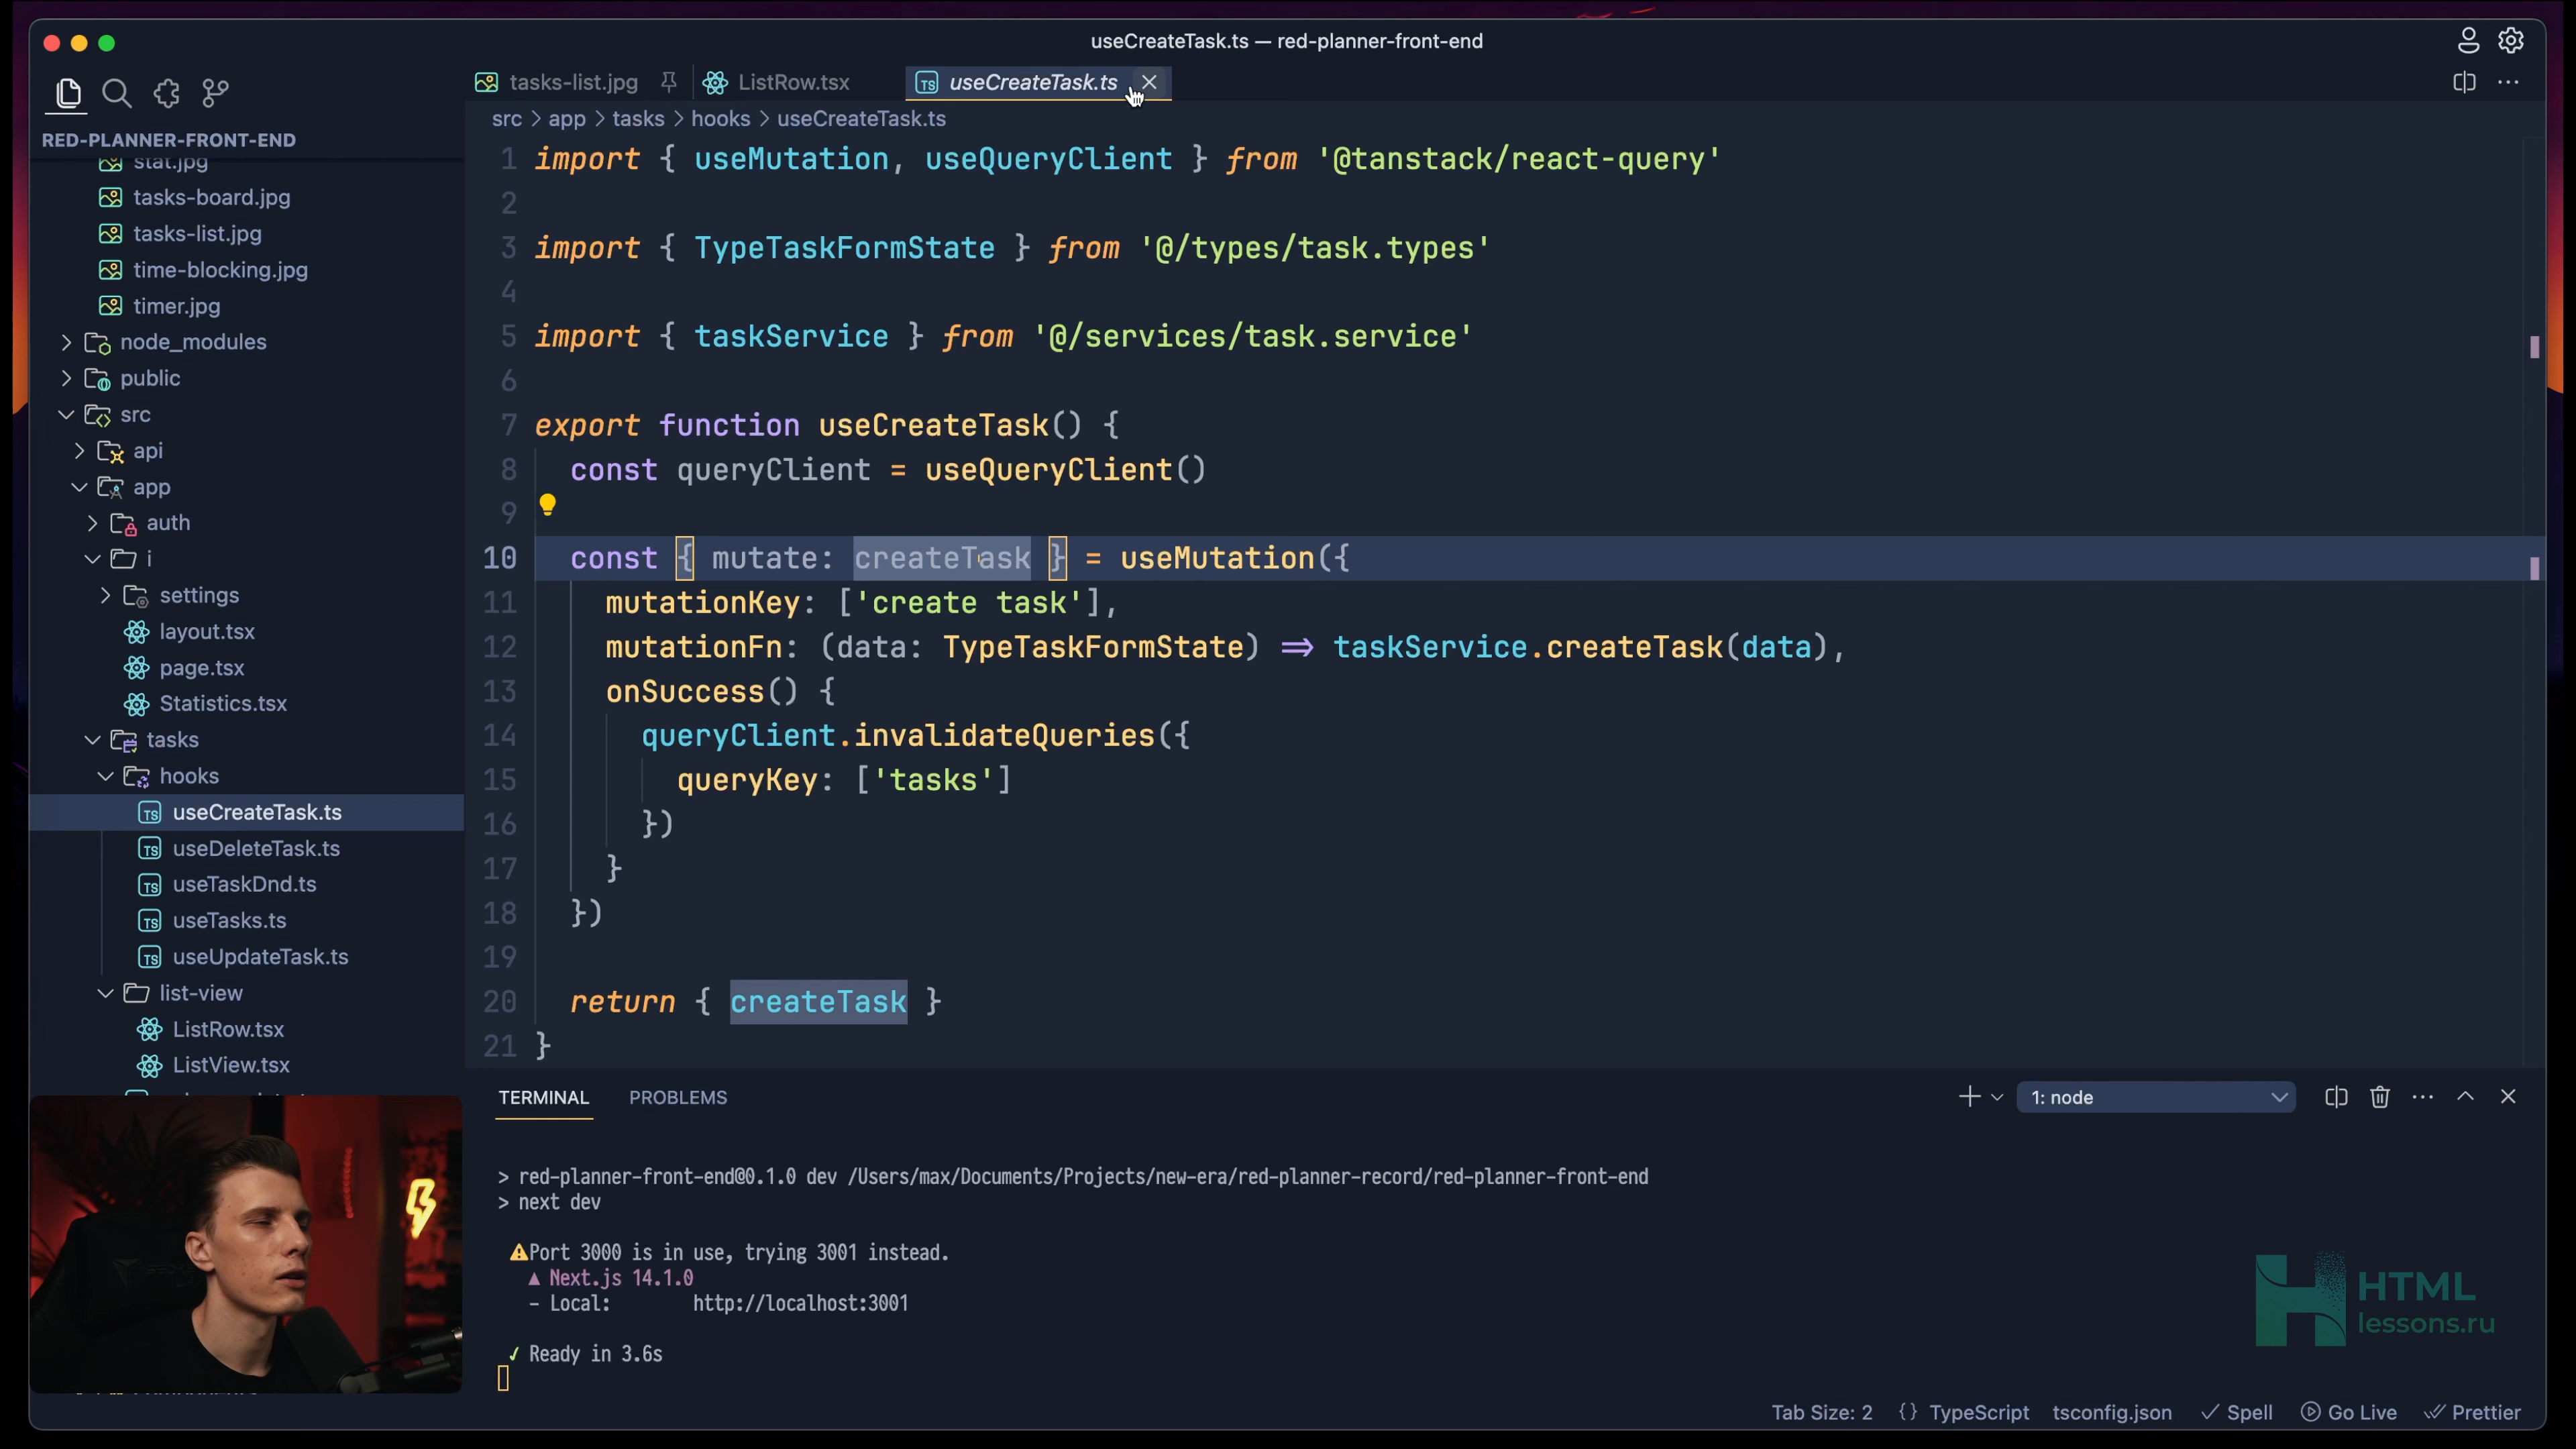 useCreateTask.ts — red-planner-front-end
tasks-list.jpg
ListRow.tsx
useCreateTask.ts
src > app > tasks > hooks > useCreateTask.ts
RED-PLANNER-FRONT-END
stat.jpg
tasks-board.jpg
tasks-list.jpg
time-blocking.jpg
timer.jpg
node_modules
public
src
api
app
auth
i
settings
layout.tsx
page.tsx
Statistics.tsx
tasks
hooks
useCreateTask.ts
useDeleteTask.ts
useTaskDnd.ts
useTasks.ts
useUpdateTask.ts
list-view
ListRow.tsx
ListView.tsx
1 import { useMutation, useQueryClient } from '@tanstack/react-query'
2
3 import { TypeTaskFormState } from '@/types/task.types'
4
5 import { taskService } from '@/services/task.service'
6
7 export function useCreateTask() {
8 const queryClient = useQueryClient()
9
10 const { mutate: createTask } = useMutation({
11 mutationKey: ['create task'],
12 mutationFn: (data: TypeTaskFormState) => taskService.createTask(data),
13 onSuccess() {
14 queryClient.invalidateQueries({
15 queryKey: ['tasks']
16 })
17 }
18 })
19
20 return { createTask }
21 }
TERMINAL PROBLEMS
1: node
> red-planner-front-end@0.1.0 dev /Users/max/Documents/Projects/new-era/red-planner-record/red-planner-front-end
> next dev
⚠Port 3000 is in use, trying 3001 instead.
▲ Next.js 14.1.0
- Local: http://localhost:3001
✓ Ready in 3.6s
HTML
lessons.ru
Tab Size: 2 {} TypeScript tsconfig.json ✓ Spell Go Live Prettier